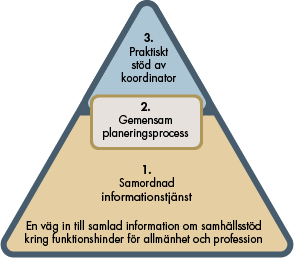 3.
Praktiskt
stöd av
koordinator
2.
Gemensam
planeringsprocess
1.
Samordnad
informationstjänst
En väg in till samlad information om samhällsstöd
kring funktionshinder för allmänhet och profession